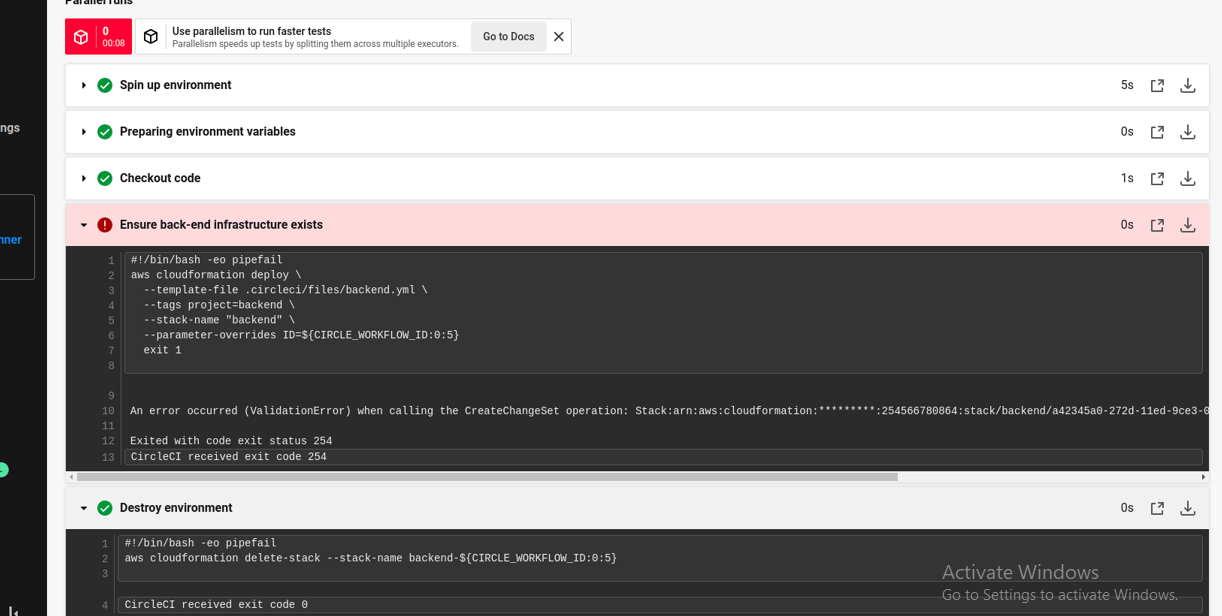 Parallel runs
0
00:08
Use parallelism to run faster tests
Parallelism speeds up tests by splitting them across multiple executors.
Go to Docs
Spin up environment
5s
Preparing environment variables
0s
ngs
Checkout code
1s
Ensure back-end infrastructure exists
0s
nner
1 #!/bin/bash -eo pipefail
2 aws cloudformation deploy \
3 --template-file .circleci/files/backend.yml \
4 --tags project=backend \
5 --stack-name "backend" \
6 --parameter-overrides ID=${CIRCLE_WORKFLOW_ID:0:5}
7 exit 1
8
9
10 An error occurred (ValidationError) when calling the CreateChangeSet operation: Stack:arn:aws:cloudformation:*********:254566780864:stack/backend/a42345a0-272d-11ed-9ce3-0
11
12 Exited with code exit status 254
13 CircleCI received exit code 254
Destroy environment
0s
1 #!/bin/bash -eo pipefail
2 aws cloudformation delete-stack --stack-name backend-${CIRCLE_WORKFLOW_ID:0:5}
3
4 CircleCI received exit code 0
Activate Windows
Go to Settings to activate Windows.